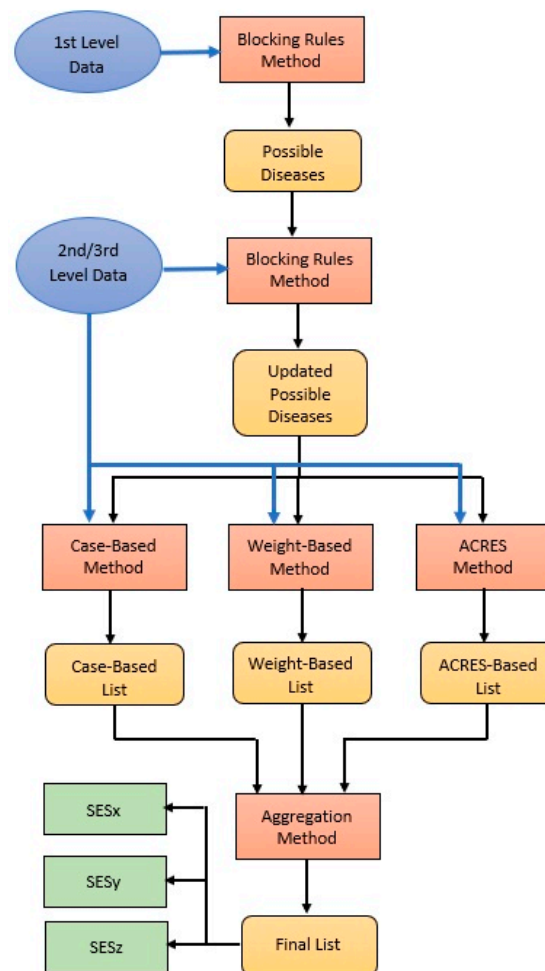 1st Level
Data
Blocking Rules
Method
Possible
Diseases
2nd/3rd
Level Data
Blocking Rules
Method
Updated
Possible
Diseases
Case-Based
Method
Weight-Based
Method
ACRES
Method
Case-Based
List
Weight-Based
List
ACRES-Based
List
SESx
Aggregation
Method
SESy
SESz
Final List